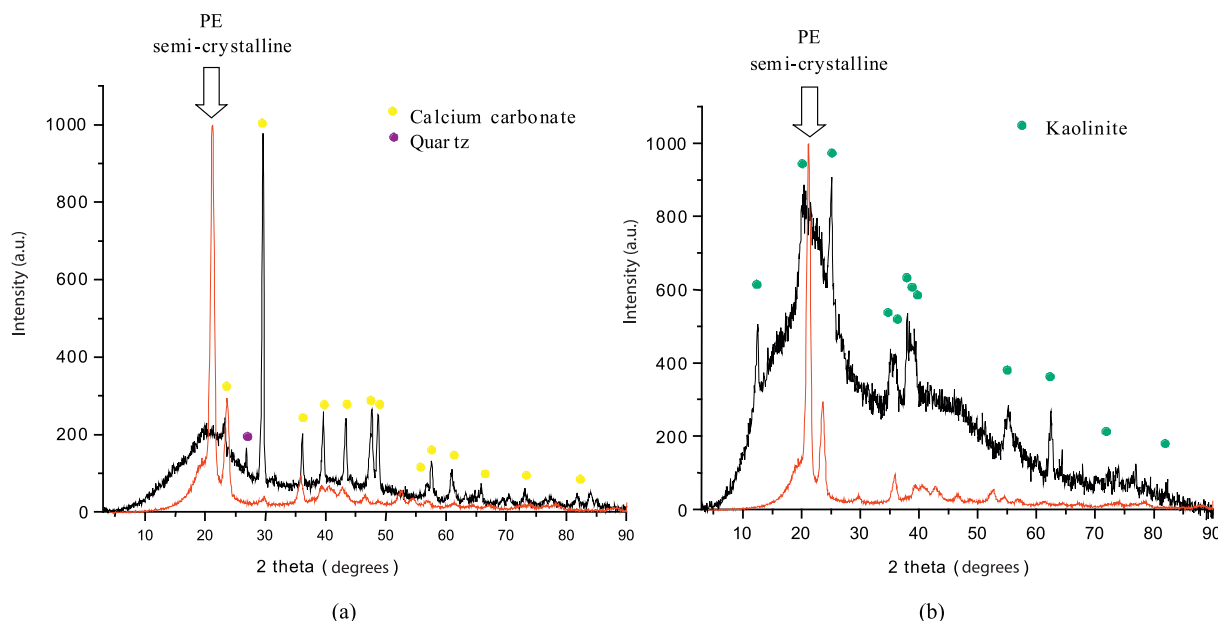 PE
semi-crystalline
Calcium carbonate
Quartz
1000
800
600
400
200
0
Intensity (a.u.)
10 20 30 40 50 60 70 80 90
2 theta (degrees)
(a)
PE
semi-crystalline
Kaolinite
1000
800
600
400
200
0
Intensity (a.u.)
10 20 30 40 50 60 70 80 90
2 theta (degrees)
(b)